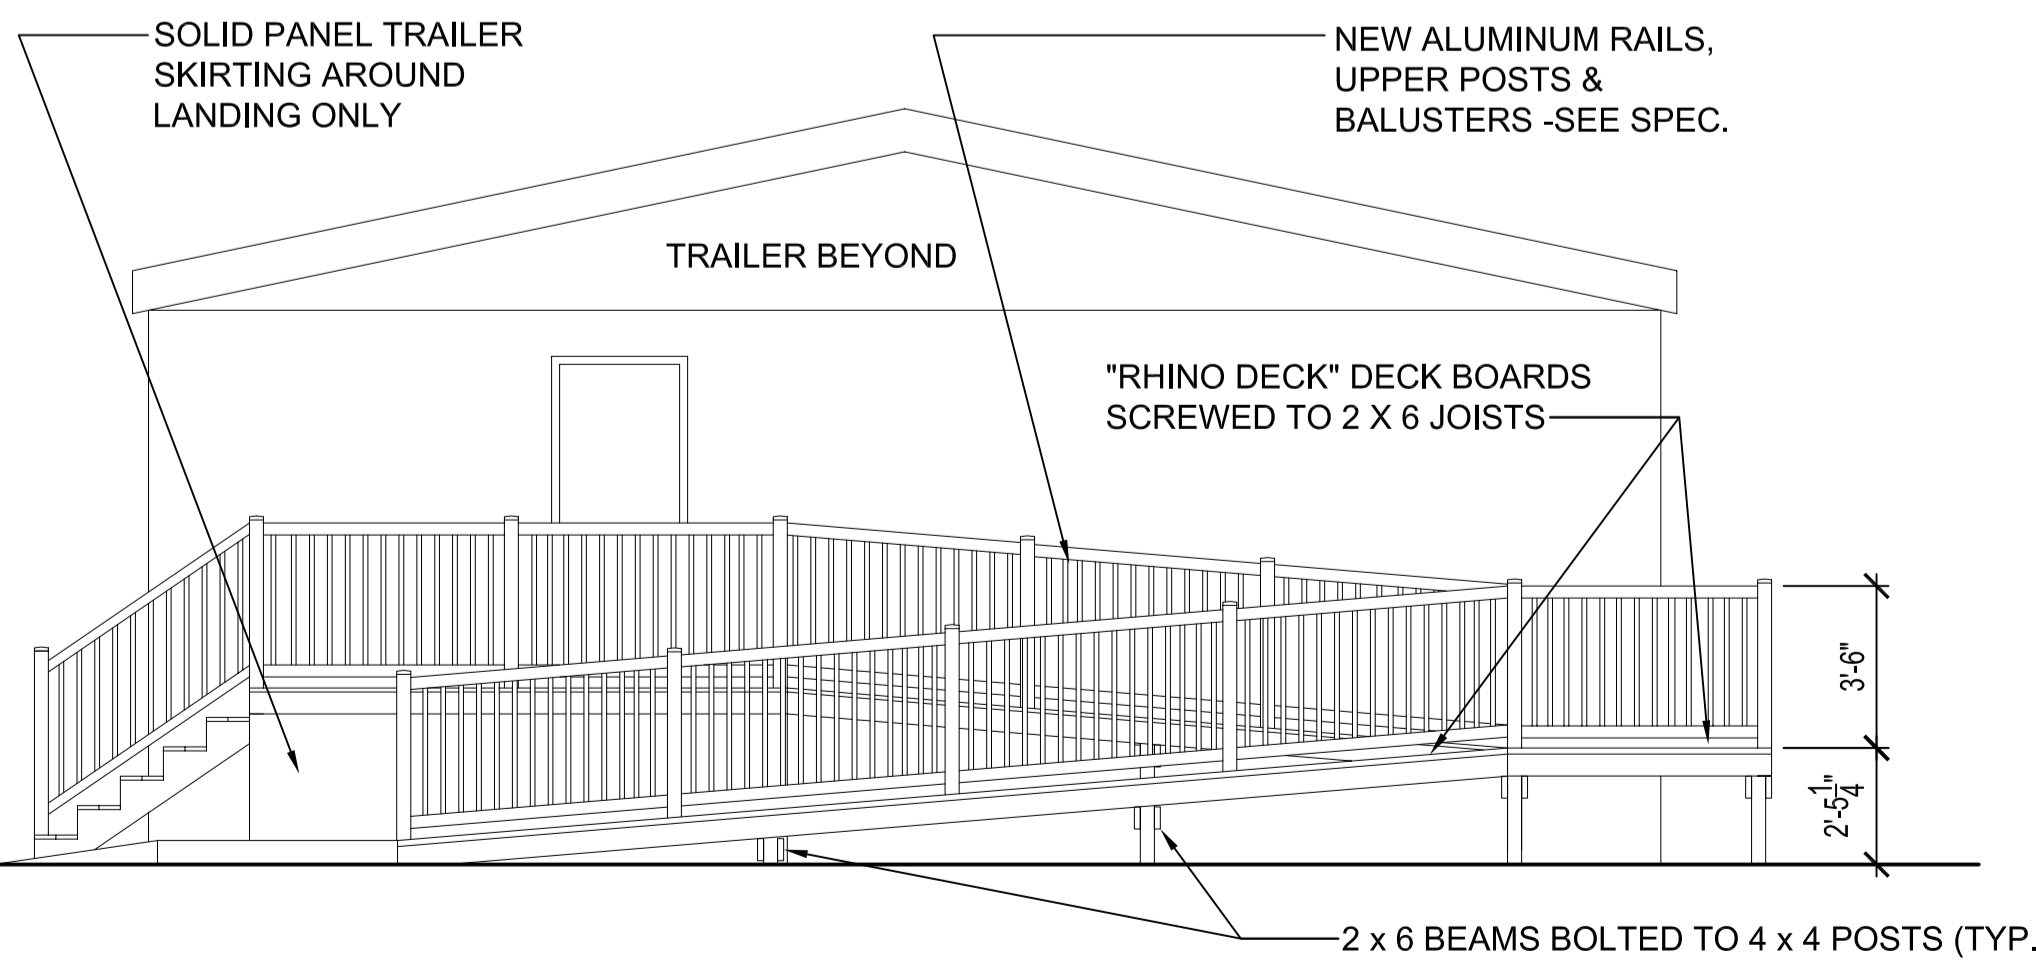 SOLID PANEL TRAILER
SKIRTING AROUND
LANDING ONLY
NEW ALUMINUM RAILS,
UPPER POSTS &
BALUSTERS -SEE SPEC.
TRAILER BEYOND
"RHINO DECK" DECK BOARDS
SCREWED TO 2 X 6 JOISTS
3'-6"
2'-5 1/4"
2 x 6 BEAMS BOLTED TO 4 x 4 POSTS (TYP.